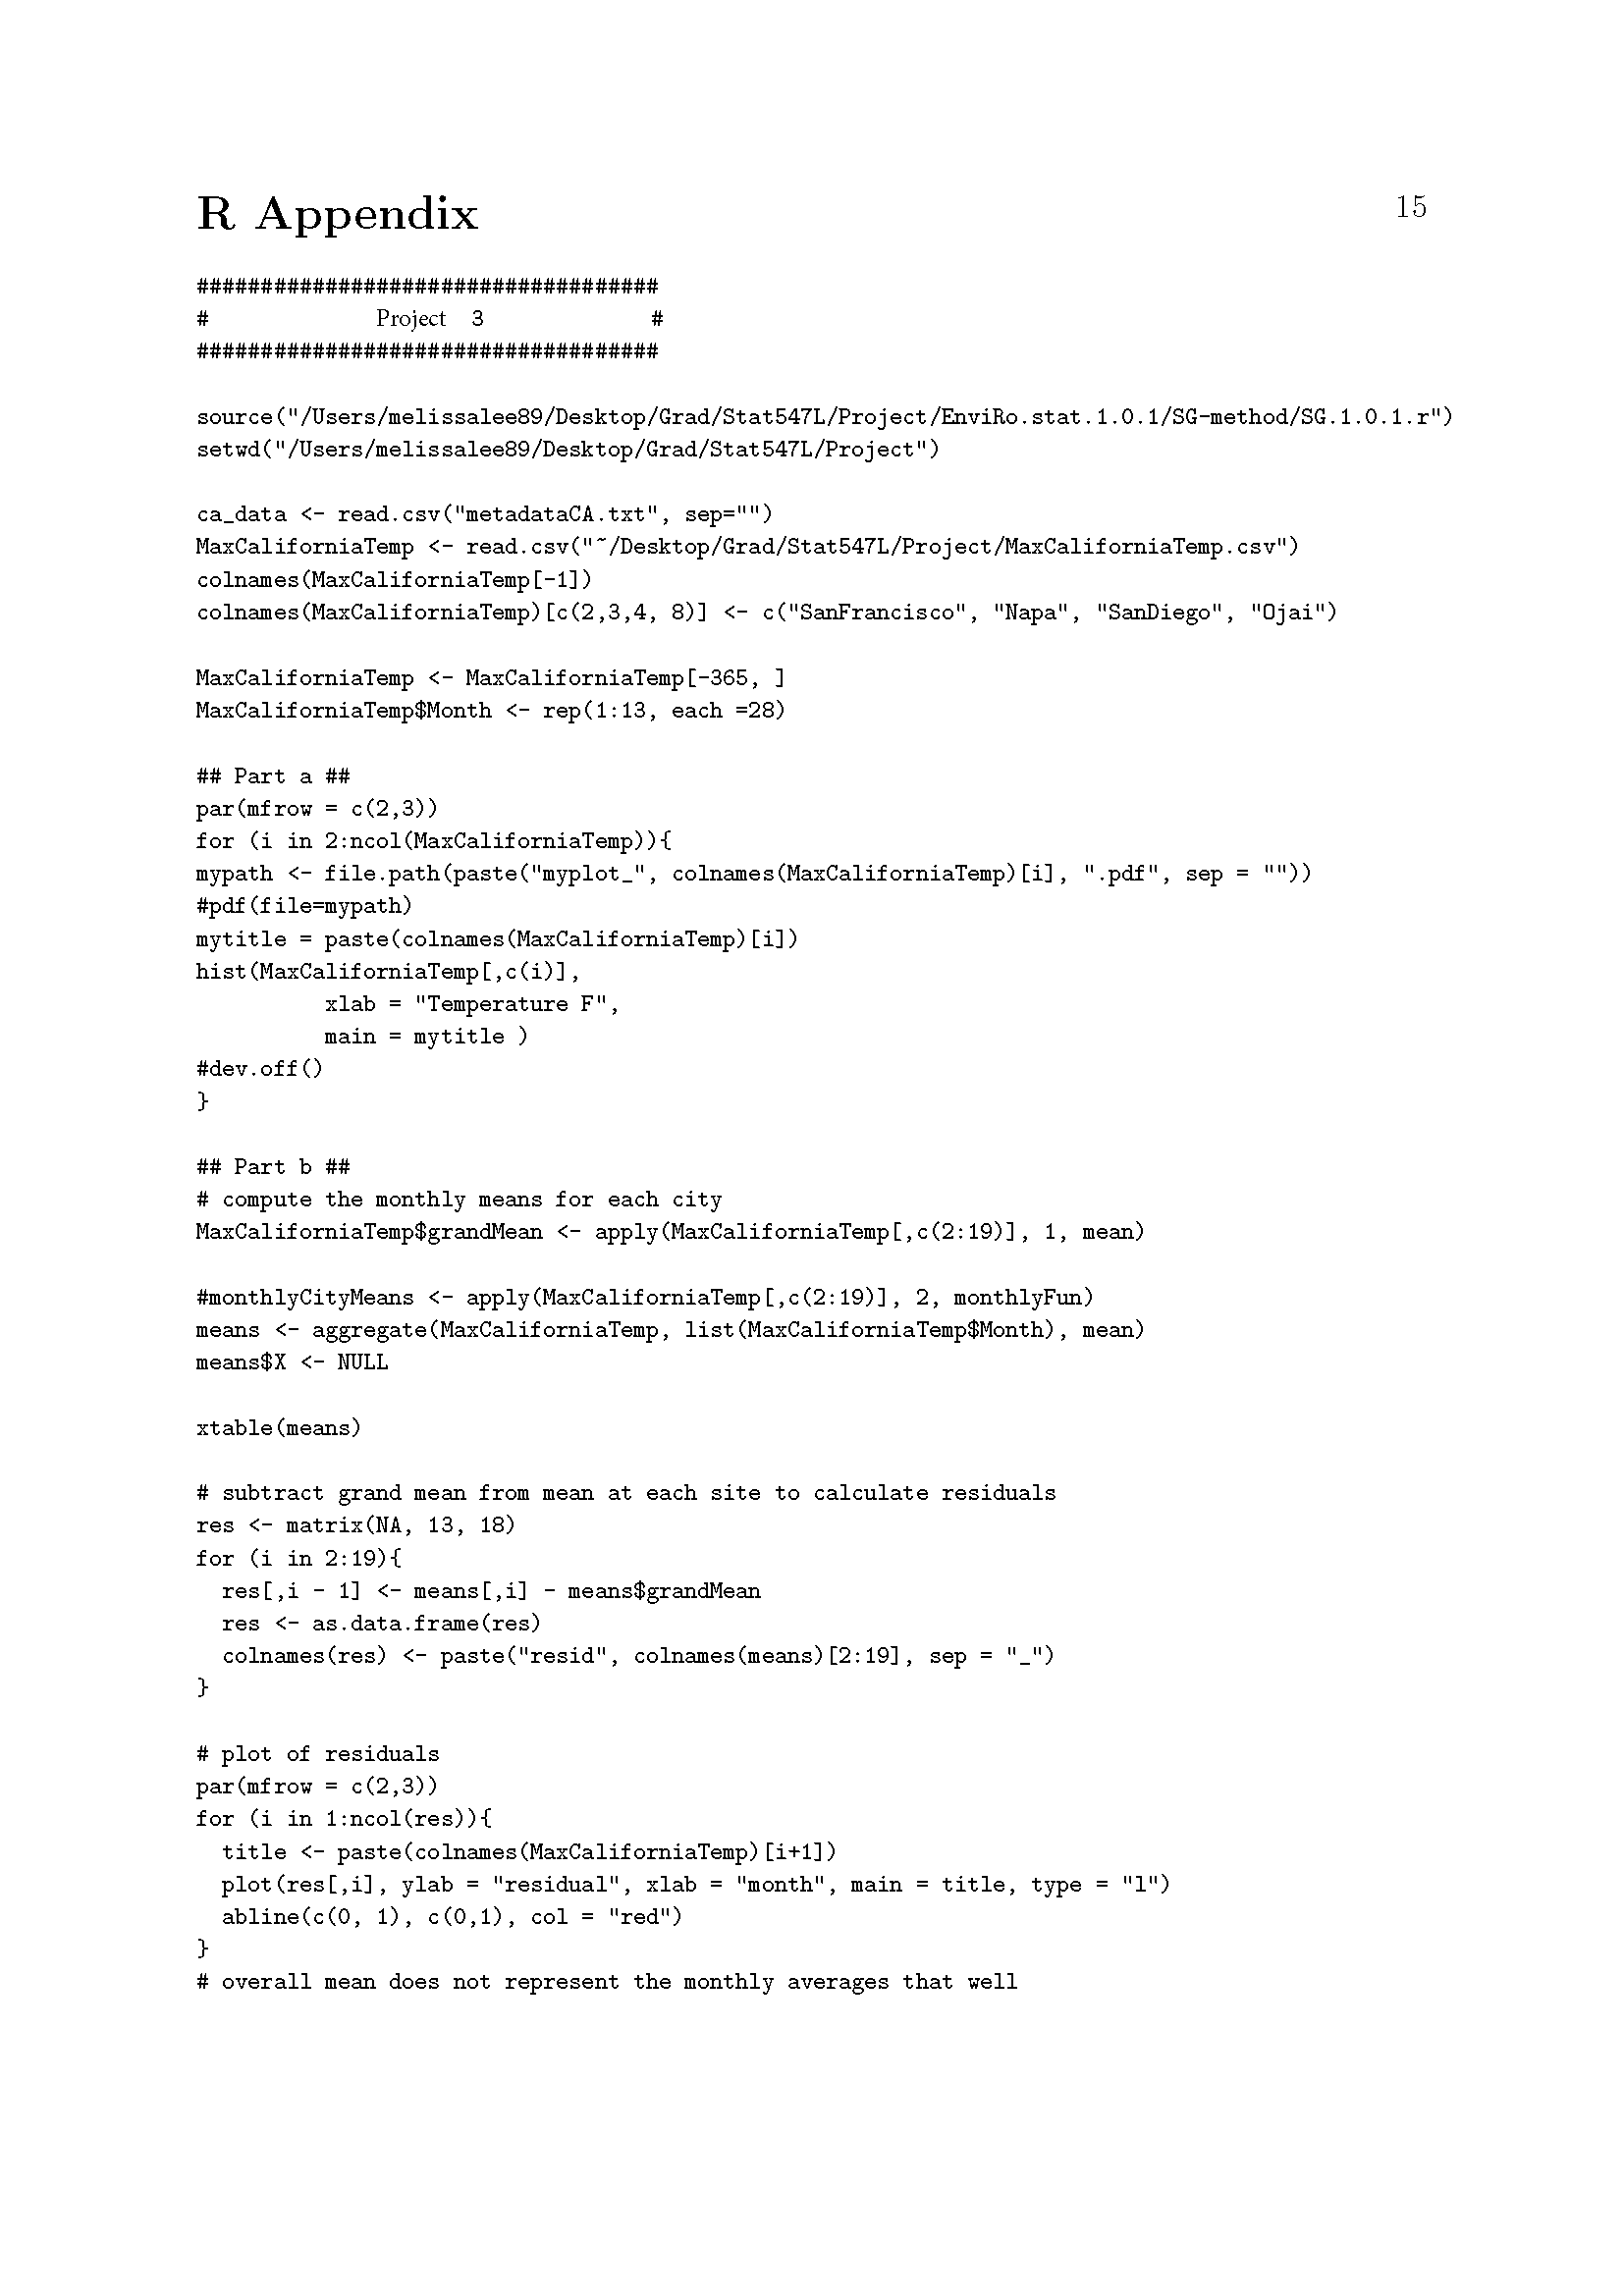 R Appendix 15
####################################
# Project 3 #
####################################
source("/Users/melissalee89/Desktop/Grad/Stat547L/Project/EnviRo.stat.1.0.1/SG-method/SG.1.0.1.r")
setwd("/Users/melissalee89/Desktop/Grad/Stat547L/Project")
ca_data <- read.csv("metadataCA.txt", sep="")
MaxCaliforniaTemp <- read.csv("~/Desktop/Grad/Stat547L/Project/MaxCaliforniaTemp.csv")
colnames(MaxCaliforniaTemp[-1])
colnames(MaxCaliforniaTemp)[c(2,3,4, 8)] <- c("SanFrancisco", "Napa", "SanDiego", "Ojai")
MaxCaliforniaTemp <- MaxCaliforniaTemp[-365, ]
MaxCaliforniaTemp$Month <- rep(1:13, each =28)
## Part a ##
par(mfrow = c(2,3))
for (i in 2:ncol(MaxCaliforniaTemp)){
mypath <- file.path(paste("myplot_", colnames(MaxCaliforniaTemp)[i], ".pdf", sep = ""))
#pdf(file=mypath)
mytitle = paste(colnames(MaxCaliforniaTemp)[i])
hist(MaxCaliforniaTemp[,c(i)],
xlab = "Temperature F",
main = mytitle )
#dev.off()
}
## Part b ##
# compute the monthly means for each city
MaxCaliforniaTemp$grandMean <- apply(MaxCaliforniaTemp[,c(2:19)], 1, mean)
#monthlyCityMeans <- apply(MaxCaliforniaTemp[,c(2:19)], 2, monthlyFun)
means <- aggregate(MaxCaliforniaTemp, list(MaxCaliforniaTemp$Month), mean)
means$X <- NULL
xtable(means)
# subtract grand mean from mean at each site to calculate residuals
res <- matrix(NA, 13, 18)
for (i in 2:19){
res[,i - 1] <- means[,i] - means$grandMean
res <- as.data.frame(res)
colnames(res) <- paste("resid", colnames(means)[2:19], sep = "_")
}
# plot of residuals
par(mfrow = c(2,3))
for (i in 1:ncol(res)){
title <- paste(colnames(MaxCaliforniaTemp)[i+1])
plot(res[,i], ylab = "residual", xlab = "month", main = title, type = "l")
abline(c(0, 1), c(0,1), col = "red")
}
# overall mean does not represent the monthly averages that well